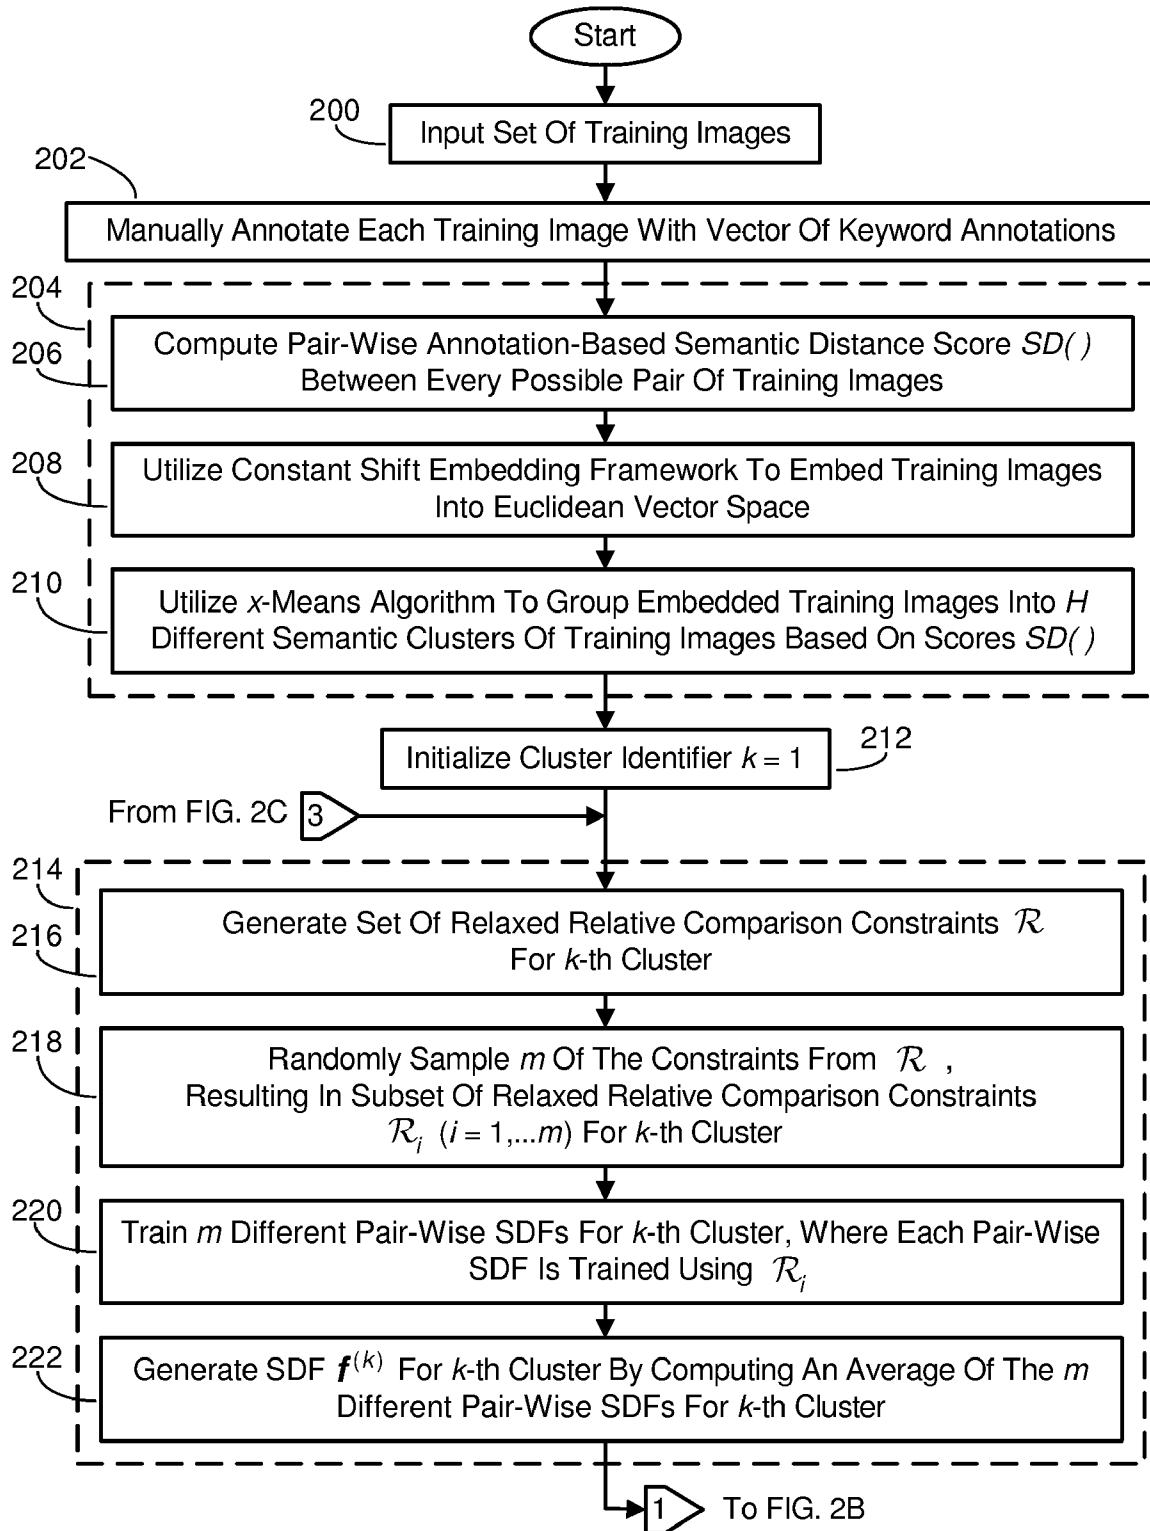 Start
200
Input Set Of Training Images
202
Manually Annotate Each Training Image With Vector Of Keyword Annotations
204
206
Compute Pair-Wise Annotation-Based Semantic Distance Score SD( )
Between Every Possible Pair Of Training Images
208
Utilize Constant Shift Embedding Framework To Embed Training Images
Into Euclidean Vector Space
210
Utilize x-Means Algorithm To Group Embedded Training Images Into H
Different Semantic Clusters Of Training Images Based On Scores SD( )
Initialize Cluster Identifier k = 1
212
From FIG. 2C 3
214
216
Generate Set Of Relaxed Relative Comparison Constraints ℛ
For k-th Cluster
218
Randomly Sample m Of The Constraints From ℛ ,
Resulting In Subset Of Relaxed Relative Comparison Constraints
ℛi (i = 1,...m) For k-th Cluster
220
Train m Different Pair-Wise SDFs For k-th Cluster, Where Each Pair-Wise
SDF Is Trained Using ℛi
222
Generate SDF f(k) For k-th Cluster By Computing An Average Of The m
Different Pair-Wise SDFs For k-th Cluster
1 To FIG. 2B